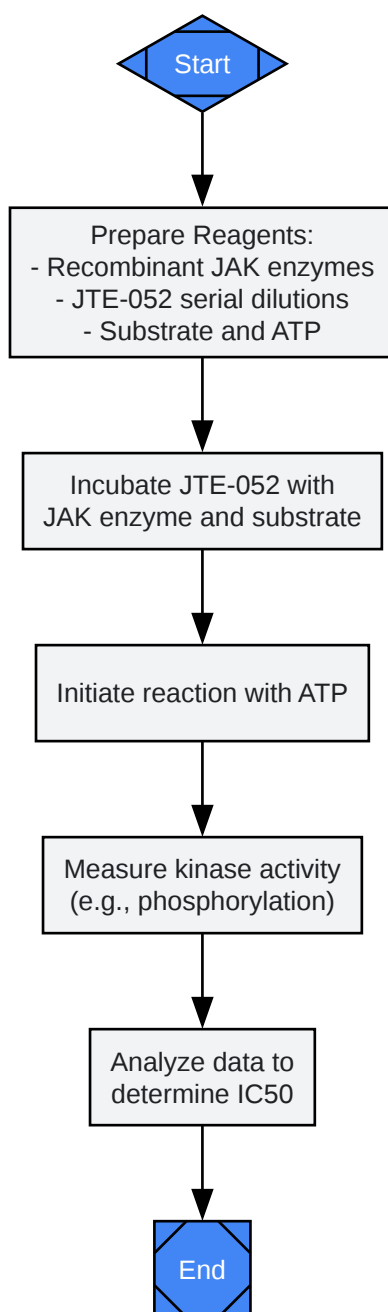 Start
Prepare Reagents:
- Recombinant JAK enzymes
- JTE-052 serial dilutions
- Substrate and ATP
Incubate JTE-052 with
JAK enzyme and substrate
Initiate reaction with ATP
Measure kinase activity
(e.g., phosphorylation)
Analyze data to
determine IC50
End